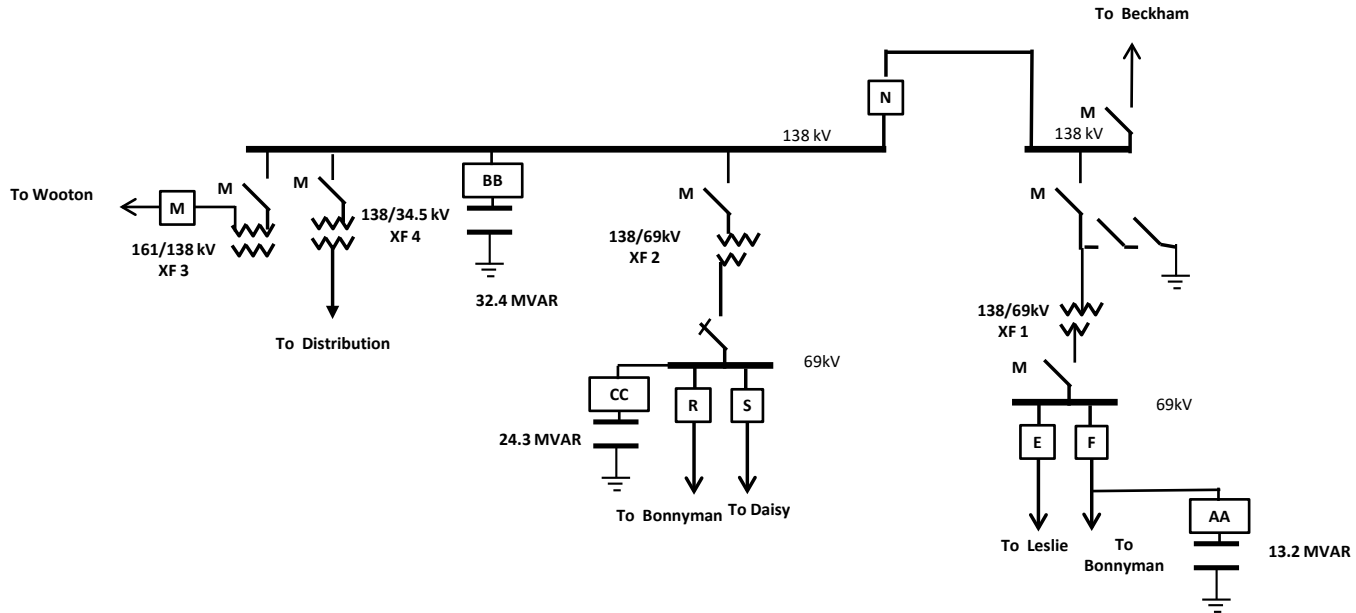 To Beckham
N
M
138 kV
138 kV
To Wooton
M
M
M
BB
M
M
161/138 kV
XF 3
138/34.5 kV
XF 4
138/69kV
XF 2
32.4 MVAR
138/69kV
XF 1
To Distribution
69kV
M
CC
R
S
69kV
24.3 MVAR
E
F
To Bonnyman
To Daisy
AA
To Leslie
To
Bonnyman
13.2 MVAR